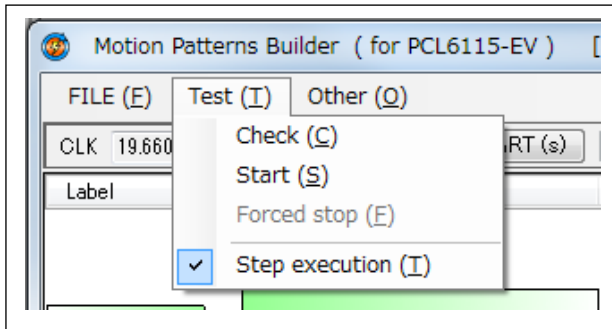 Motion Patterns Builder ( for PCL6115-EV ) [
FILE (F) Test (T) Other (O)
CLK 19.660 RT (s)
Label
Check (C)
Start (S)
Forced stop (F)
Step execution (T)